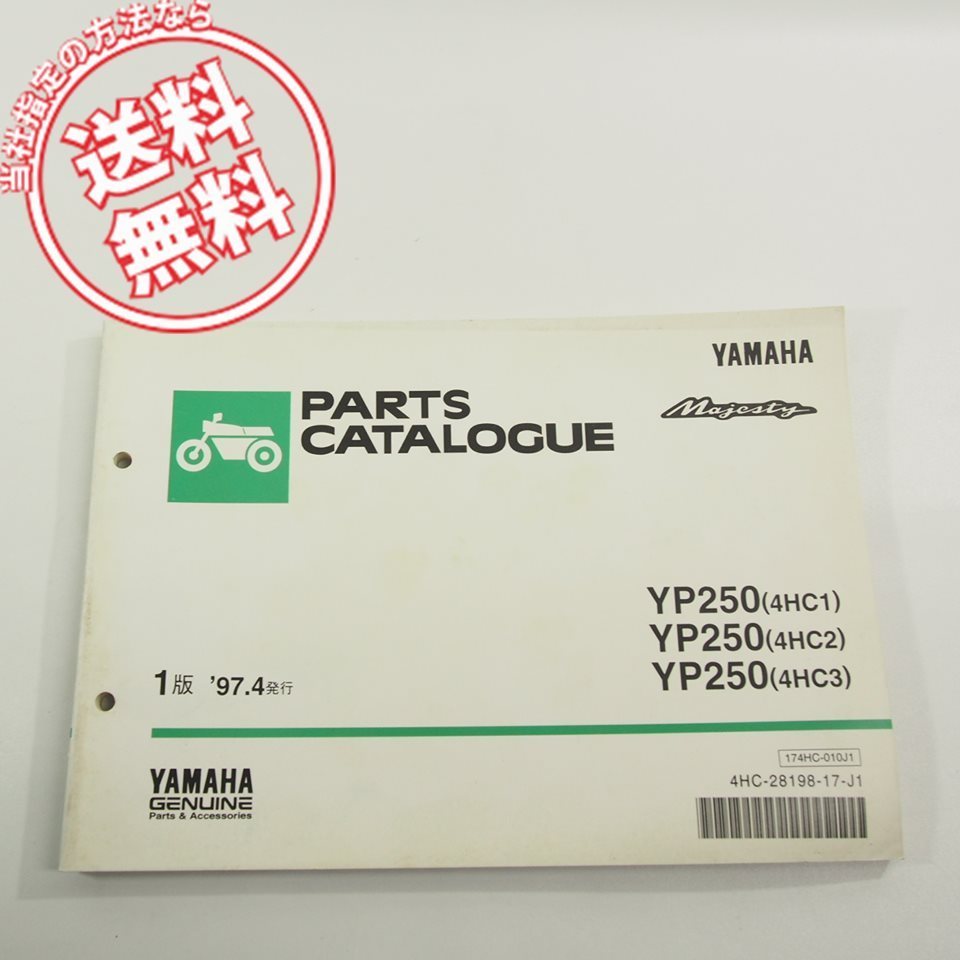 当社指定の方法なら
送料
無料
YAMAHA
Majesty
PARTS
CATALOGUE
YP250(4HC1)
YP250(4HC2)
YP250(4HC3)
1版 '97.4発行
174HC-010J1
4HC-28198-17-J1
YAMAHA
GENUINE
Parts & Accessories